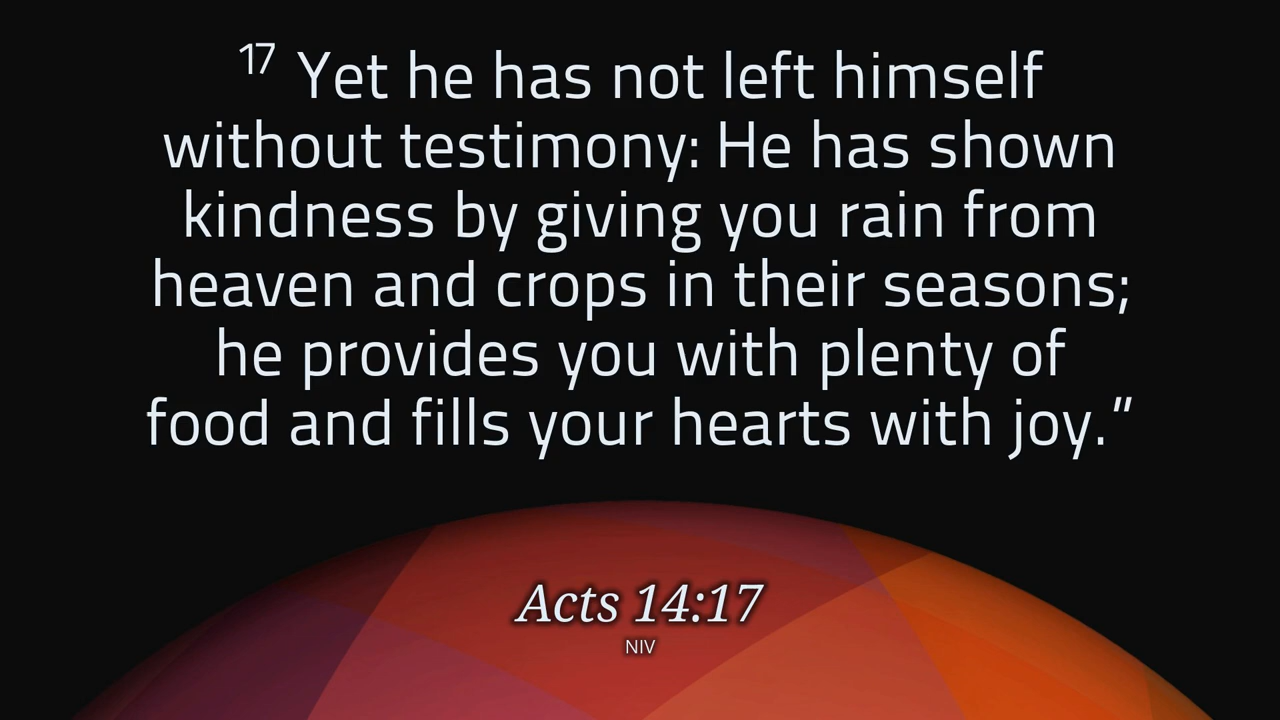 17 Yet he has not left himself
without testimony: He has shown
kindness by giving you rain from
heaven and crops in their seasons;
he provides you with plenty of
food and fills your hearts with joy.”
Acts 14:17
NIV